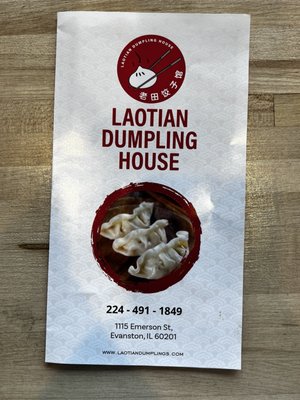 LAOTIAN DUMPLING HOUSE
老田饺子馆
LAOTIAN
DUMPLING
HOUSE
224 - 491 - 1849
1115 Emerson St,
Evanston, IL 60201
WWW.LAOTIANDUMPLINGS.COM